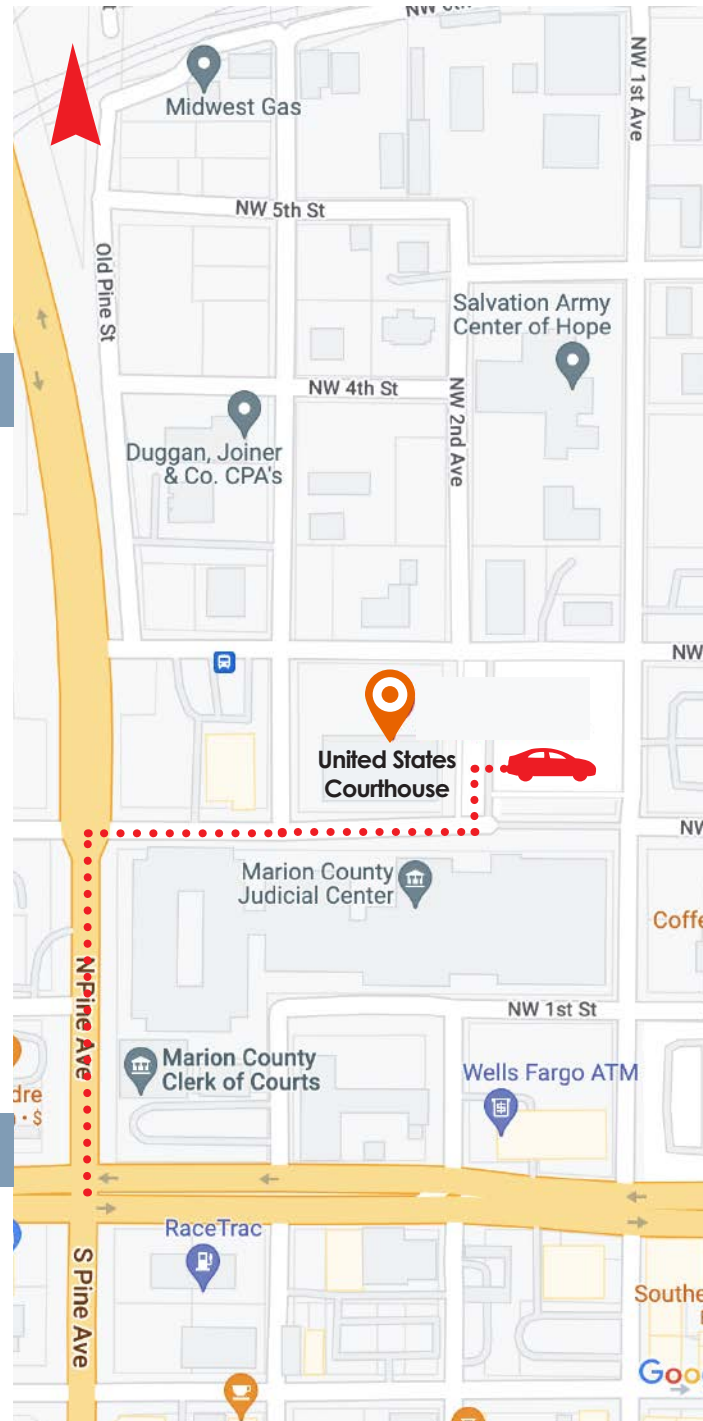 Midwest Gas
NW 1st Ave
NW 5th St
Old Pine St
Salvation Army
Center of Hope
NW 4th St
NW 2nd Ave
Duggan, Joiner
& Co. CPA's
NW
United States
Courthouse
NW
Marion County
Judicial Center
N Pine Ave
NW 1st St
Marion County
Clerk of Courts
Wells Fargo ATM
$
RaceTrac
S Pine Ave